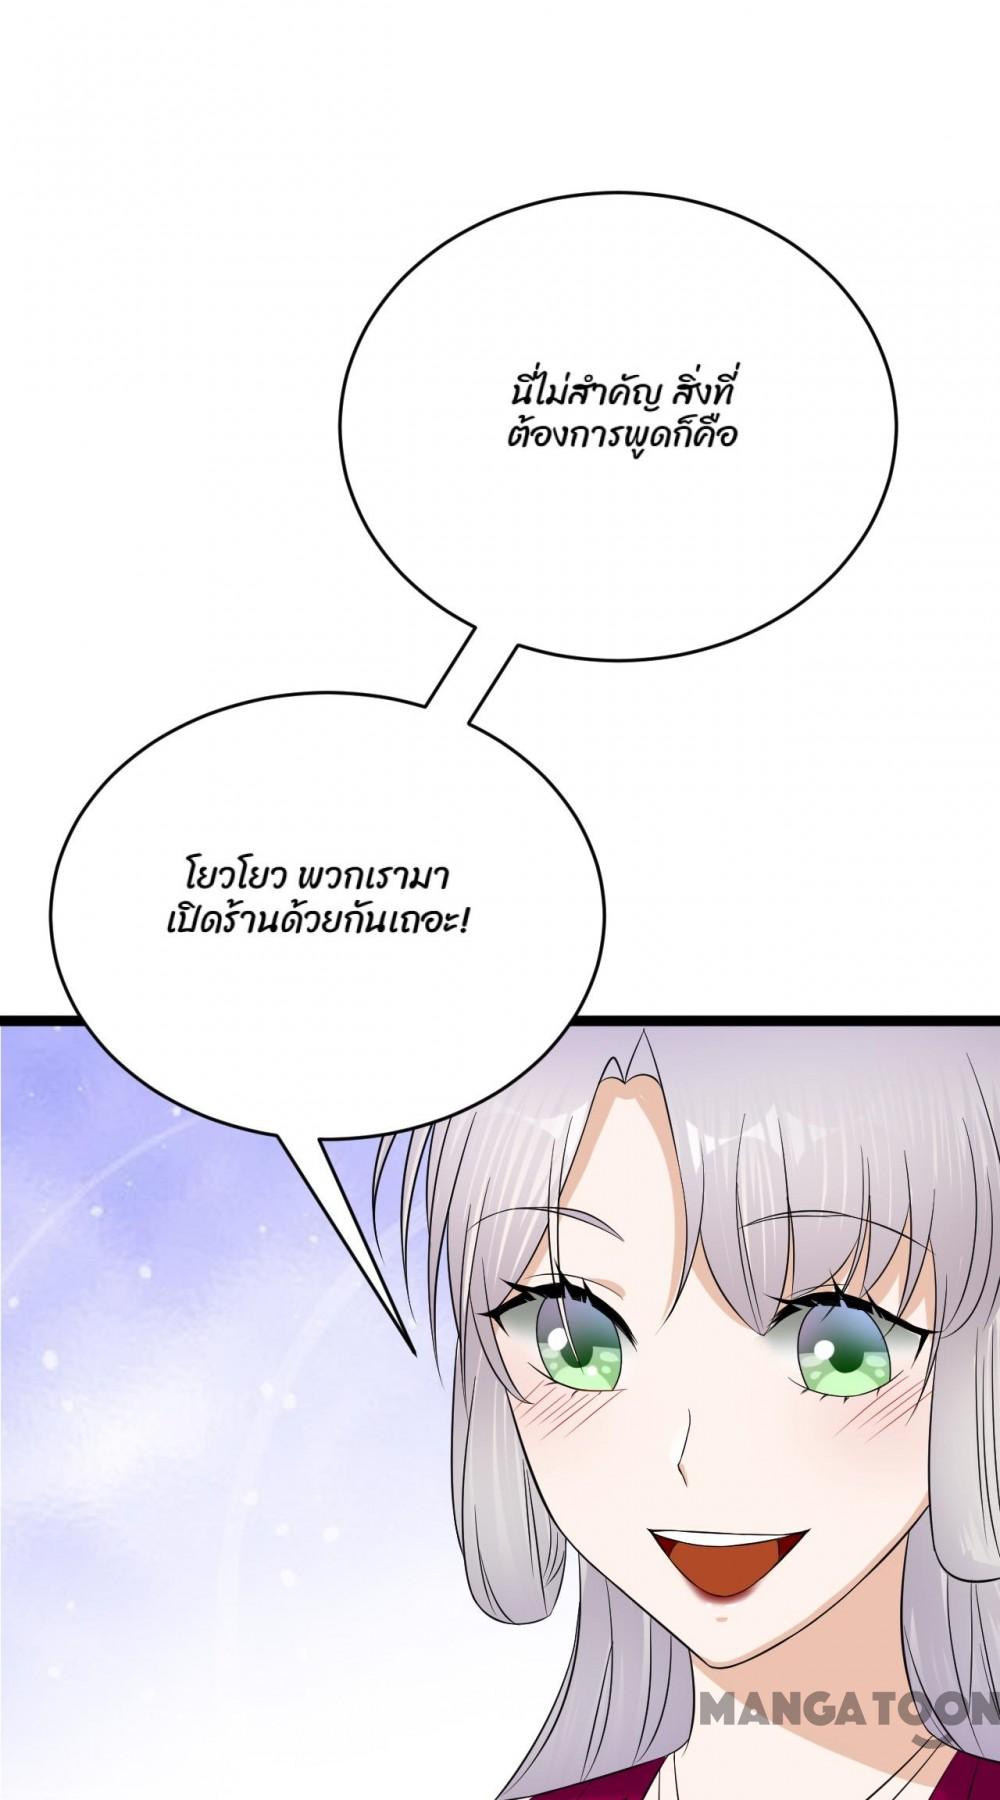 นี่ไม่สำคัญ สิ่งที่
ต้องการพูดก็คือ
โยวโยว พวกเรามา
เปิดร้านด้วยกันเถอะ!
MANGATOON